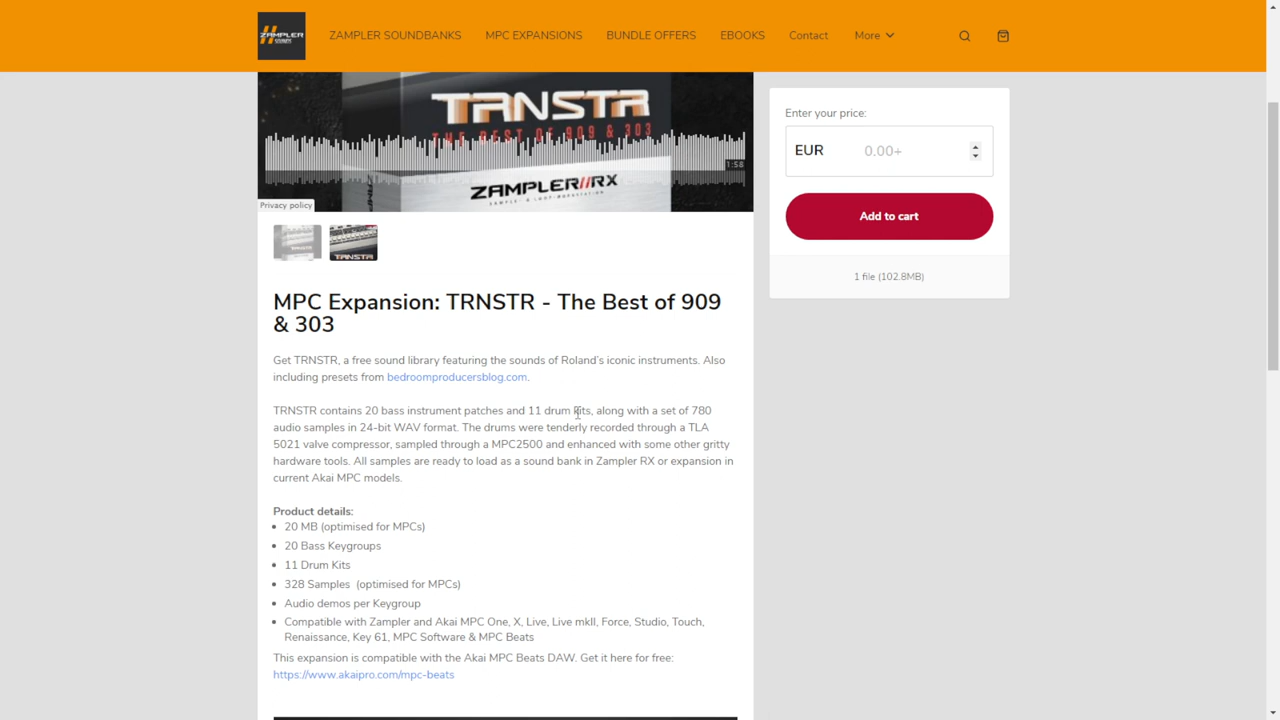 ZAMPLER
SOUNDS
ZAMPLER SOUNDBANKS
MPC EXPANSIONS
BUNDLE OFFERS
EBOOKS
Contact
More
TRNSTR
THE BEST OF 909 & 303
1:58
ZAMPLER//RX
SAMPLE- & LOOP-WORKSTATION
Privacy policy
TRNSTR
Enter your price:
EUR 0.00+
Add to cart
1 file (102.8MB)
MPC Expansion: TRNSTR - The Best of 909
& 303
Get TRNSTR, a free sound library featuring the sounds of Roland's iconic instruments. Also
including presets from bedroomproducersblog.com.
TRNSTR contains 20 bass instrument patches and 11 drum kits, along with a set of 780
audio samples in 24-bit WAV format. The drums were tenderly recorded through a TLA
5021 valve compressor, sampled through a MPC2500 and enhanced with some other gritty
hardware tools. All samples are ready to load as a sound bank in Zampler RX or expansion in
current Akai MPC models.
Product details:
20 MB (optimised for MPCs)
20 Bass Keygroups
11 Drum Kits
328 Samples (optimised for MPCs)
Audio demos per Keygroup
Compatible with Zampler and Akai MPC One, X, Live, Live mkII, Force, Studio, Touch,
Renaissance, Key 61, MPC Software & MPC Beats
This expansion is compatible with the Akai MPC Beats DAW. Get it here for free:
https://www.akaipro.com/mpc-beats